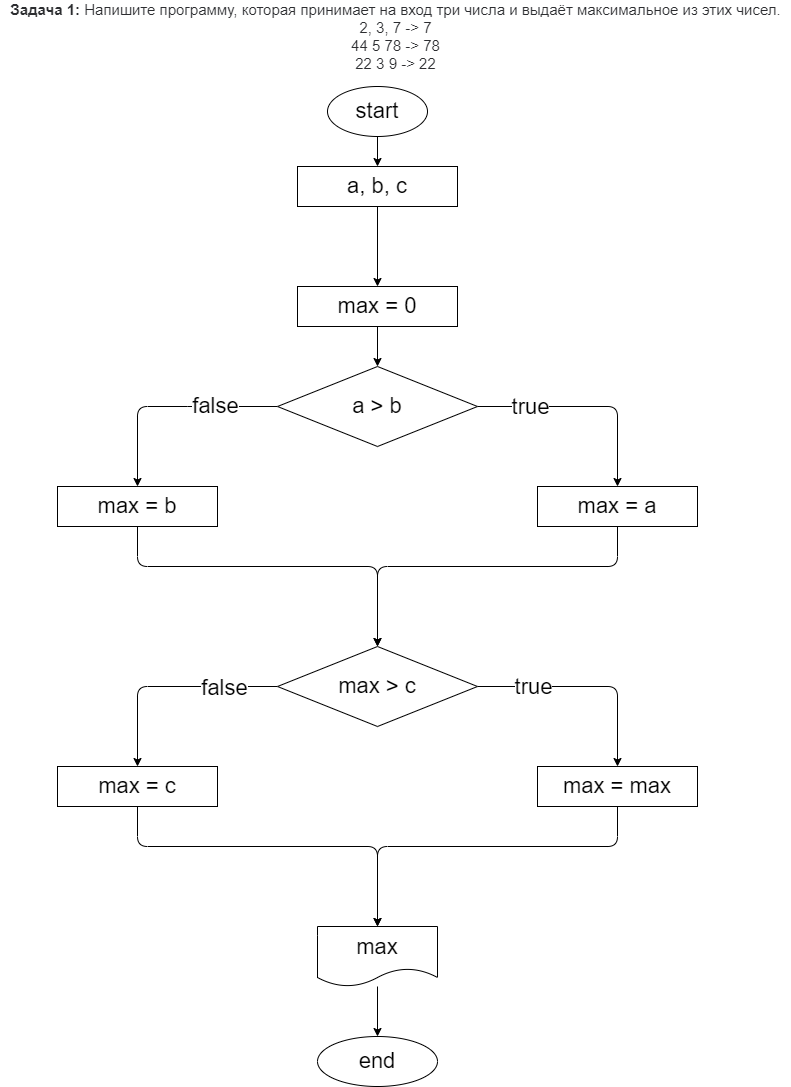 Задача 1: Напишите программу, которая принимает на вход три числа и выдаёт максимальное из этих чисел.
2, 3, 7 -> 7
44 5 78 -> 78
22 3 9 -> 22
start
a, b, c
max = 0
false
a > b
true
max = b
max = a
false
max > c
true
max = c
max = max
max
end